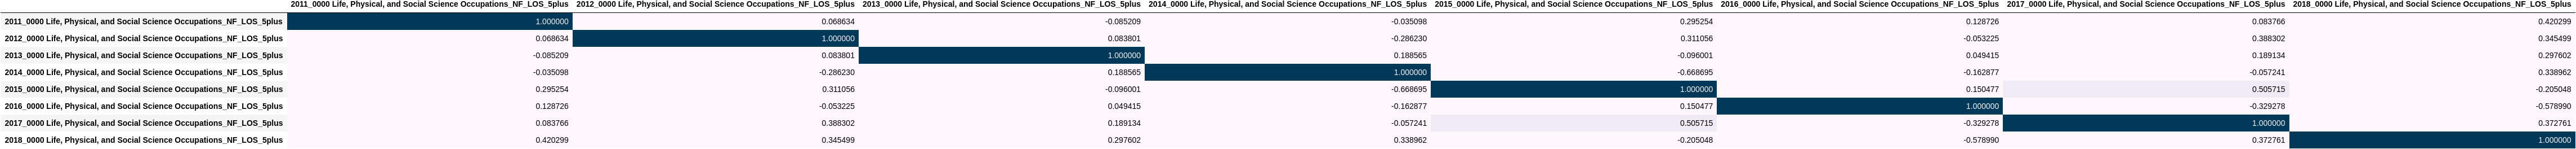 2011_0000 Life, Physical, and Social Science Occupations_NF_LOS_5plus 2012_0000 Life, Physical, and Social Science Occupations_NF_LOS_5plus 2013_0000 Life, Physical, and Social Science Occupations_NF_LOS_5plus 2014_0000 Life, Physical, and Social Science Occupations_NF_LOS_5plus 2015_0000 Life, Physical, and Social Science Occupations_NF_LOS_5plus 2016_0000 Life, Physical, and Social Science Occupations_NF_LOS_5plus 2017_0000 Life, Physical, and Social Science Occupations_NF_LOS_5plus 2018_0000 Life, Physical, and Social Science Occupations_NF_LOS_5plus
2011_0000 Life, Physical, and Social Science Occupations_NF_LOS_5plus 1.000000 0.068634 -0.085209 -0.035098 0.295254 0.128726 0.083766 0.420299
2012_0000 Life, Physical, and Social Science Occupations_NF_LOS_5plus 0.068634 1.000000 0.083801 -0.286230 0.311056 -0.053225 0.388302 0.345499
2013_0000 Life, Physical, and Social Science Occupations_NF_LOS_5plus -0.085209 0.083801 1.000000 0.188565 -0.096001 0.049415 0.189134 0.297602
2014_0000 Life, Physical, and Social Science Occupations_NF_LOS_5plus -0.035098 -0.286230 0.188565 1.000000 -0.668695 -0.162877 -0.057241 0.338962
2015_0000 Life, Physical, and Social Science Occupations_NF_LOS_5plus 0.295254 0.311056 -0.096001 -0.668695 1.000000 0.150477 0.505715 -0.205048
2016_0000 Life, Physical, and Social Science Occupations_NF_LOS_5plus 0.128726 -0.053225 0.049415 -0.162877 0.150477 1.000000 -0.329278 -0.578990
2017_0000 Life, Physical, and Social Science Occupations_NF_LOS_5plus 0.083766 0.388302 0.189134 -0.057241 0.505715 -0.329278 1.000000 0.372761
2018_0000 Life, Physical, and Social Science Occupations_NF_LOS_5plus 0.420299 0.345499 0.297602 0.338962 -0.205048 -0.578990 0.372761 1.000000